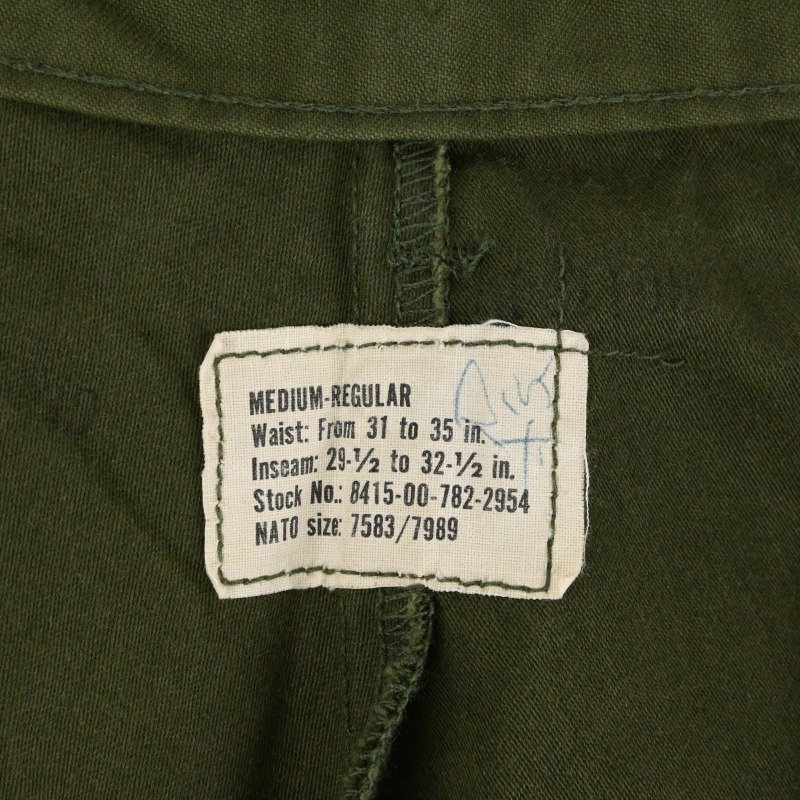 MEDIUM-REGULAR
Waist: From 31 to 35 in.
Inseam: 29-1/2 to 32-1/2 in.
Stock No.: 8415-00-782-2954
NATO size: 7583/7989